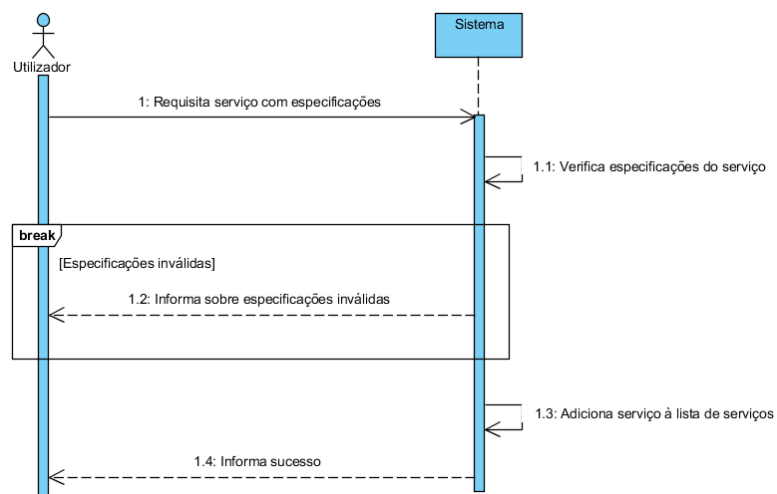 Sistema
Utilizador
1: Requisita serviço com especificações
1.1: Verifica especificações do serviço
break
[Especificações inválidas]
1.2: Informa sobre especificações inválidas
1.3: Adiciona serviço à lista de serviços
1.4: Informa sucesso